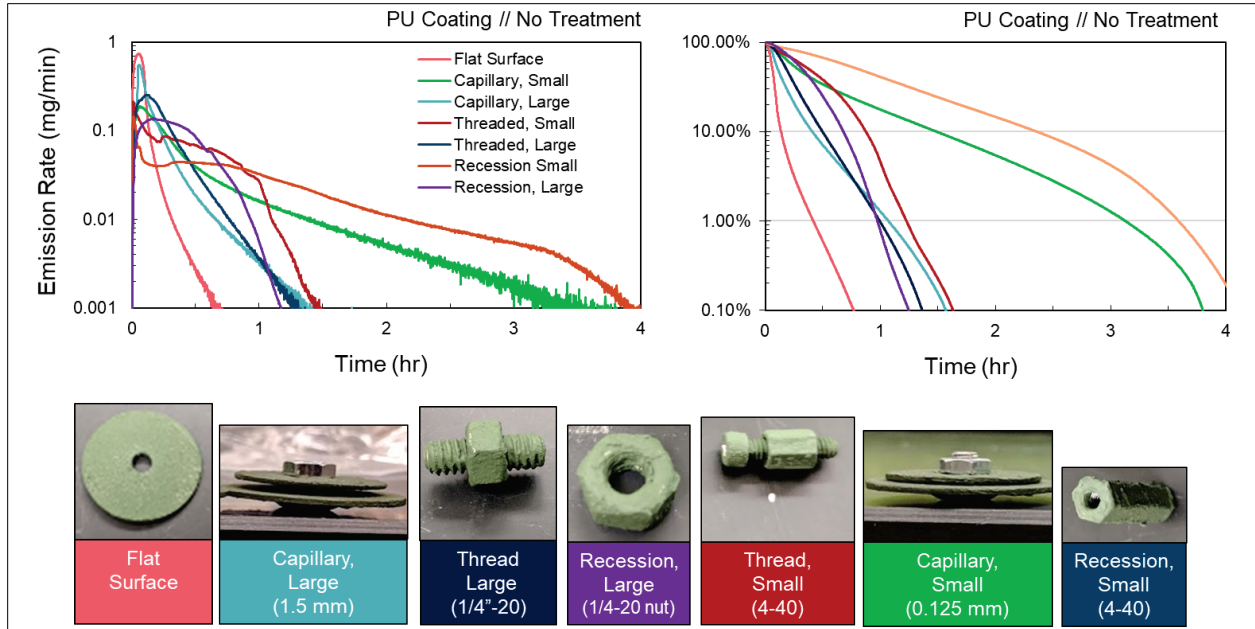 PU Coating // No Treatment
Emission Rate (mg/min)
1
0.1
0.01
0.001
Flat Surface
Capillary, Small
Capillary, Large
Threaded, Small
Threaded, Large
Recession Small
Recession, Large
0
1
2
3
4
Time (hr)
PU Coating // No Treatment
100.00%
10.00%
1.00%
0.10%
0
1
2
3
4
Time (hr)
Flat
Surface
Capillary,
Large
(1.5 mm)
Thread
Large
(1/4"-20)
Recession,
Large
(1/4-20 nut)
Thread,
Small
(4-40)
Capillary,
Small
(0.125 mm)
Recession,
Small
(4-40)